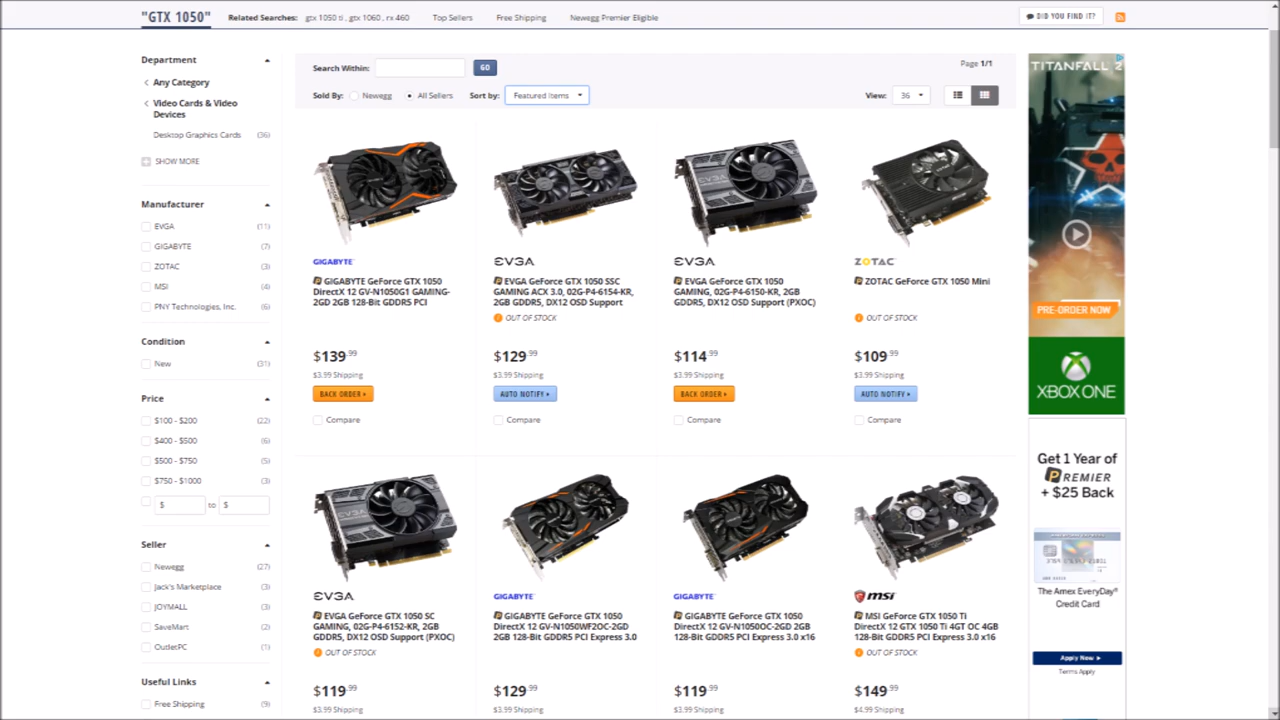 "GTX 1050"
Related Searches: gtx 1050 ti , gtx 1060 , rx 460 Top Sellers Free Shipping Newegg Premier Eligible
DID YOU FIND IT?
Department
Any Category
Video Cards & Video
Devices
Desktop Graphics Cards (36)
SHOW MORE
Manufacturer
EVGA (11)
GIGABYTE (7)
ZOTAC (3)
MSI (4)
PNY Technologies, Inc. (6)
Condition
New (31)
Price
$100 - $200 (22)
$400 - $500 (6)
$500 - $750 (5)
$750 - $1000 (3)
$ to $
Seller
Newegg (27)
Jack's Marketplace (3)
JOYMALL (3)
SaveMart (2)
OutletPC (1)
Useful Links
Free Shipping (9)
Search Within: GO
Page 1/1
Sold By: Newegg All Sellers Sort by: Featured Items View: 36
GIGABYTE
GIGABYTE GeForce GTX 1050
DirectX 12 GV-N1050G1 GAMING-
2GD 2GB 128-Bit GDDR5 PCI
$139.99
$3.99 Shipping
BACK ORDER
Compare
EVGA
EVGA GeForce GTX 1050 SSC
GAMING ACX 3.0, 02G-P4-6154-KR,
2GB GDDR5, DX12 OSD Support
OUT OF STOCK
$129.99
$3.99 Shipping
AUTO NOTIFY
Compare
EVGA
EVGA GeForce GTX 1050
GAMING, 02G-P4-6150-KR, 2GB
GDDR5, DX12 OSD Support (PXOC)
$114.99
$3.99 Shipping
BACK ORDER
Compare
ZOTAC
ZOTAC GeForce GTX 1050 Mini
OUT OF STOCK
$109.99
$3.99 Shipping
AUTO NOTIFY
Compare
EVGA
EVGA GeForce GTX 1050 SC
GAMING, 02G-P4-6152-KR, 2GB
GDDR5, DX12 OSD Support (PXOC)
OUT OF STOCK
$119.99
$3.99 Shipping
GIGABYTE
GIGABYTE GeForce GTX 1050
DirectX 12 GV-N1050WF2OC-2GD
2GB 128-Bit GDDR5 PCI Express 3.0
$129.99
$3.99 Shipping
GIGABYTE
GIGABYTE GeForce GTX 1050
DirectX 12 GV-N1050OC-2GD 2GB
128-Bit GDDR5 PCI Express 3.0 x16
$119.99
$3.99 Shipping
msi
MSI GeForce GTX 1050 Ti
DirectX 12 GTX 1050 Ti 4GT OC 4GB
128-Bit GDDR5 PCI Express 3.0 x16
OUT OF STOCK
$149.99
$4.99 Shipping
TITANFALL 2
PRE-ORDER NOW
XBOX ONE
Get 1 Year of
PREMIER
+ $25 Back
The Amex EveryDay®
Credit Card
Apply Now
Terms Apply